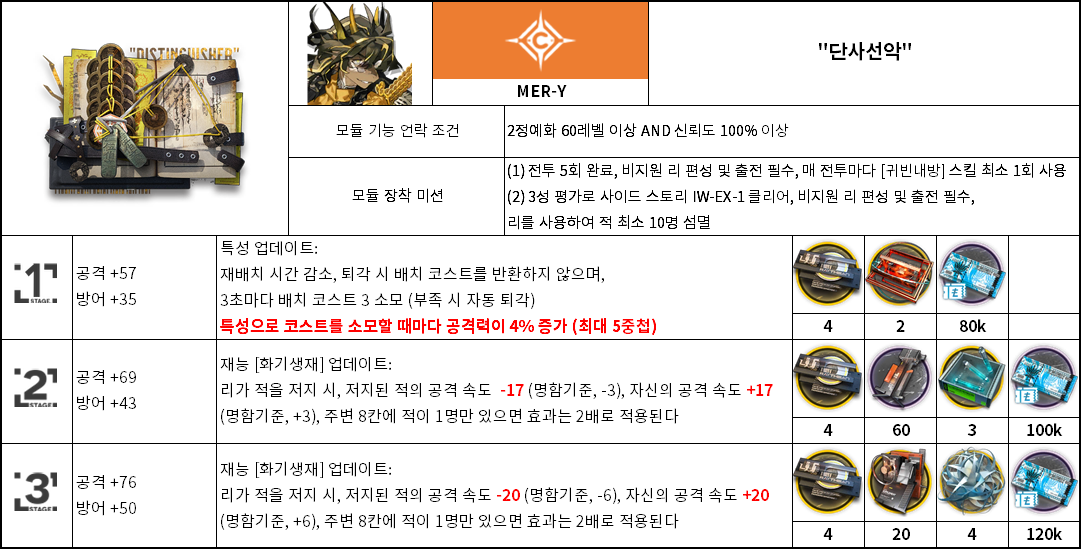 "DISTINGUISHER"
MER-Y
"단사선악"
모듈 기능 언락 조건
2정예화 60레벨 이상 AND 신뢰도 100% 이상
모듈 장착 미션
(1) 전투 5회 완료, 비지원 리 편성 및 출전 필수, 매 전투마다 [귀빈내방] 스킬 최소 1회 사용
(2) 3성 평가로 사이드 스토리 IW-EX-1 클리어, 비지원 리 편성 및 출전 필수,
리를 사용하여 적 최소 10명 섬멸
1
STAGE
공격 +57
방어 +35
특성 업데이트:
재배치 시간 감소, 퇴각 시 배치 코스트를 반환하지 않으며,
3초마다 배치 코스트 3 소모 (부족 시 자동 퇴각)
특성으로 코스트를 소모할 때마다 공격력이 4% 증가 (최대 5중첩)
4
2
80k
2
STAGE
공격 +69
방어 +43
재능 [화기생재] 업데이트:
리가 적을 저지 시, 저지된 적의 공격 속도 -17 (명함기준, -3), 자신의 공격 속도 +17
(명함기준, +3), 주변 8칸에 적이 1명만 있으면 효과는 2배로 적용된다
4
60
3
100k
3
STAGE
공격 +76
방어 +50
재능 [화기생재] 업데이트:
리가 적을 저지 시, 저지된 적의 공격 속도 -20 (명함기준, -6), 자신의 공격 속도 +20
(명함기준, +6), 주변 8칸에 적이 1명만 있으면 효과는 2배로 적용된다
4
20
4
120k